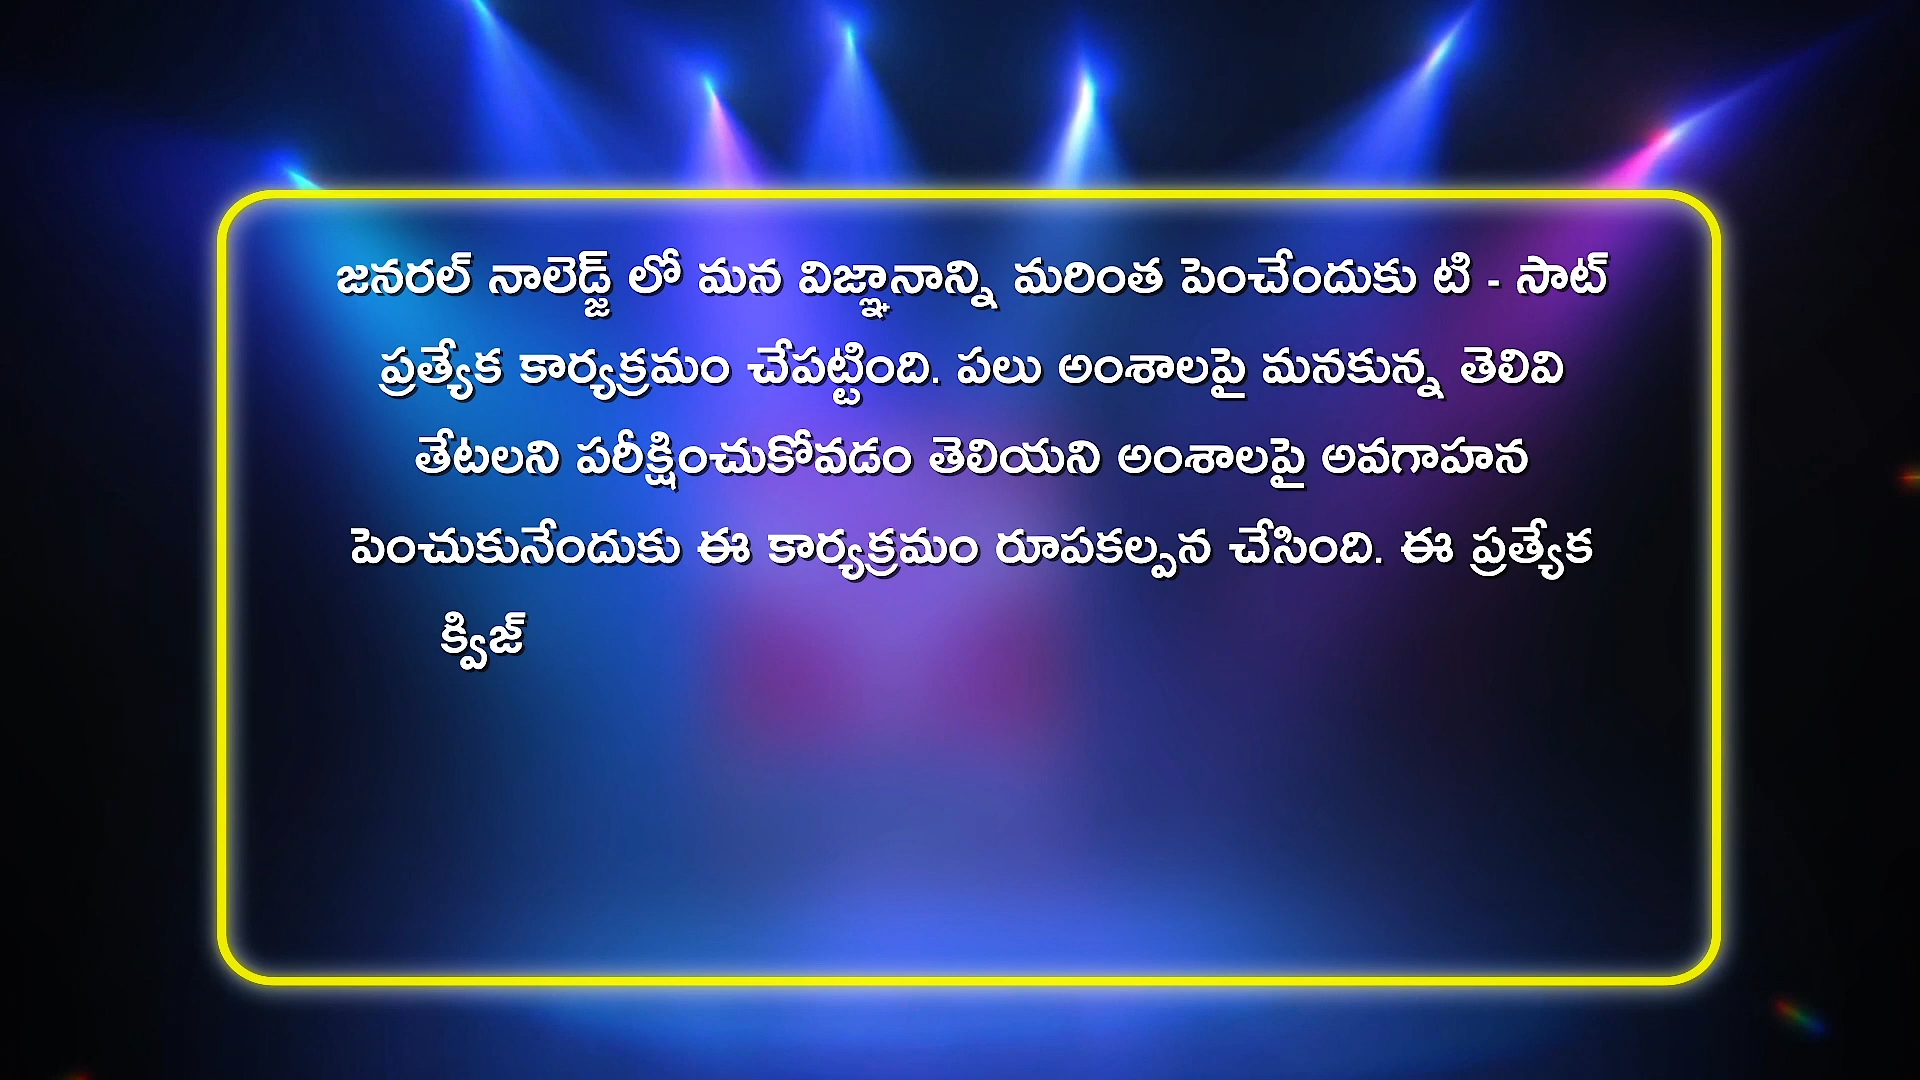 జనరల్ నాలెడ్జ్ లో మన విజ్ఞానాన్ని మరింత పెంచేందుకు టి - సాట్
ప్రత్యేక కార్యక్రమం చేపట్టింది. పలు అంశాలపై మనకున్న తెలివి
తేటలని పరీక్షించుకోవడం తెలియని అంశాలపై అవగాహన
పెంచుకునేందుకు ఈ కార్యక్రమం రూపకల్పన చేసింది. ఈ ప్రత్యేక
క్విజ్